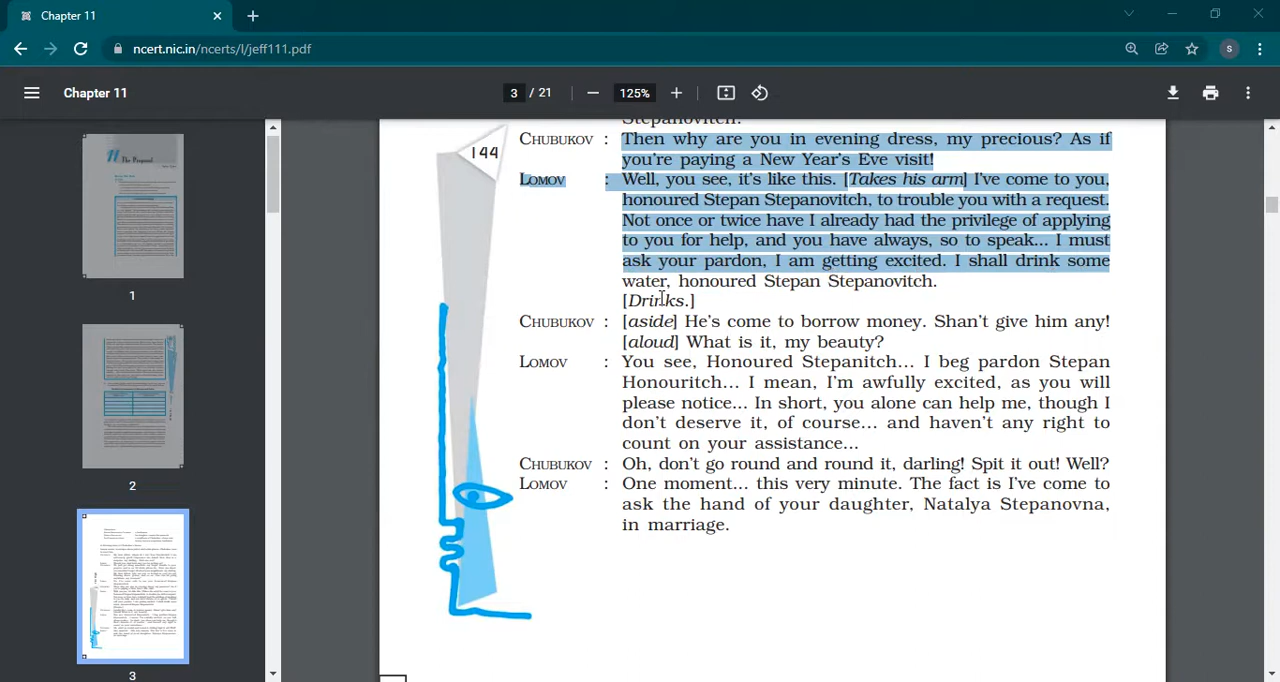 Chapter 11
ncert.nic.in/ncerts/l/jeff111.pdf
S
Chapter 11
3 / 21
125%
The Proposal
1
2
3
144
Stepanovitch.
CHUBUKOV : Then why are you in evening dress, my precious? As if
you're paying a New Year's Eve visit!
LOMOV : Well, you see, it's like this. [Takes his arm] I've come to you,
honoured Stepan Stepanovitch, to trouble you with a request.
Not once or twice have I already had the privilege of applying
to you for help, and you have always, so to speak... I must
ask your pardon, I am getting excited. I shall drink some
water, honoured Stepan Stepanovitch.
[Drinks.]
CHUBUKOV : [aside] He's come to borrow money. Shan't give him any!
[aloud] What is it, my beauty?
LOMOV : You see, Honoured Stepanitch... I beg pardon Stepan
Honouritch... I mean, I'm awfully excited, as you will
please notice... In short, you alone can help me, though I
don't deserve it, of course... and haven't any right to
count on your assistance...
CHUBUKOV : Oh, don't go round and round it, darling! Spit it out! Well?
LOMOV : One moment... this very minute. The fact is I've come to
ask the hand of your daughter, Natalya Stepanovna,
in marriage.